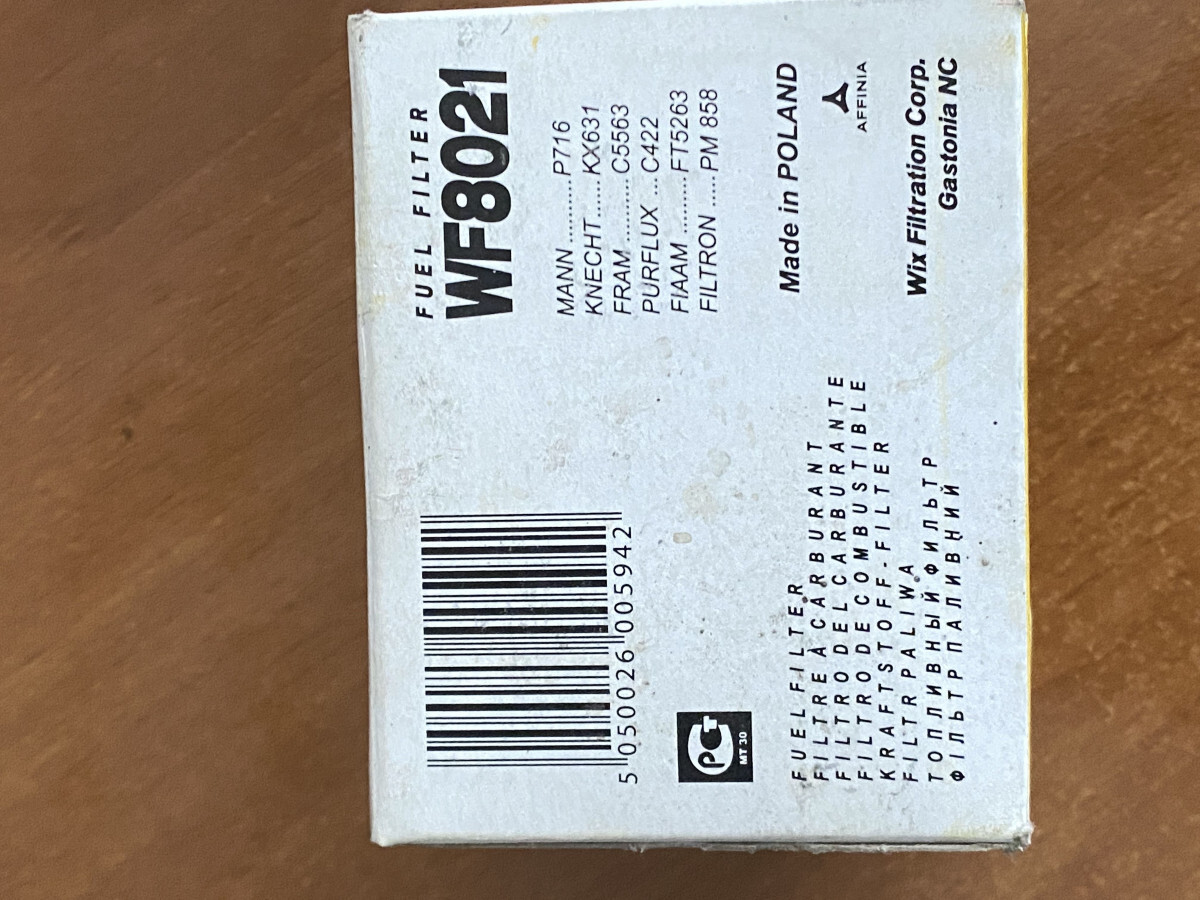 FUEL FILTER
WF8021
MANN ........... P716
KNECHT ...... KX631
FRAM ........... C5563
PURFLUX ... C422
FIAAM ......... FT5263
FILTRON ...... PM 858
Made in POLAND
AFFINIA
Wix Filtration Corp.
Gastonia NC
5 050026 005942
РСТ
MT 30
FUEL FILTER
FILTRE À CARBURANT
FILTRO DEL CARBURANTE
FILTRO DE COMBUSTIBLE
KRAFTSTOFF-FILTER
FILTR PALIWA
ТОПЛИВНЫЙ ФИЛЬТР
ФІЛЬТР ПАЛИВНИЙ